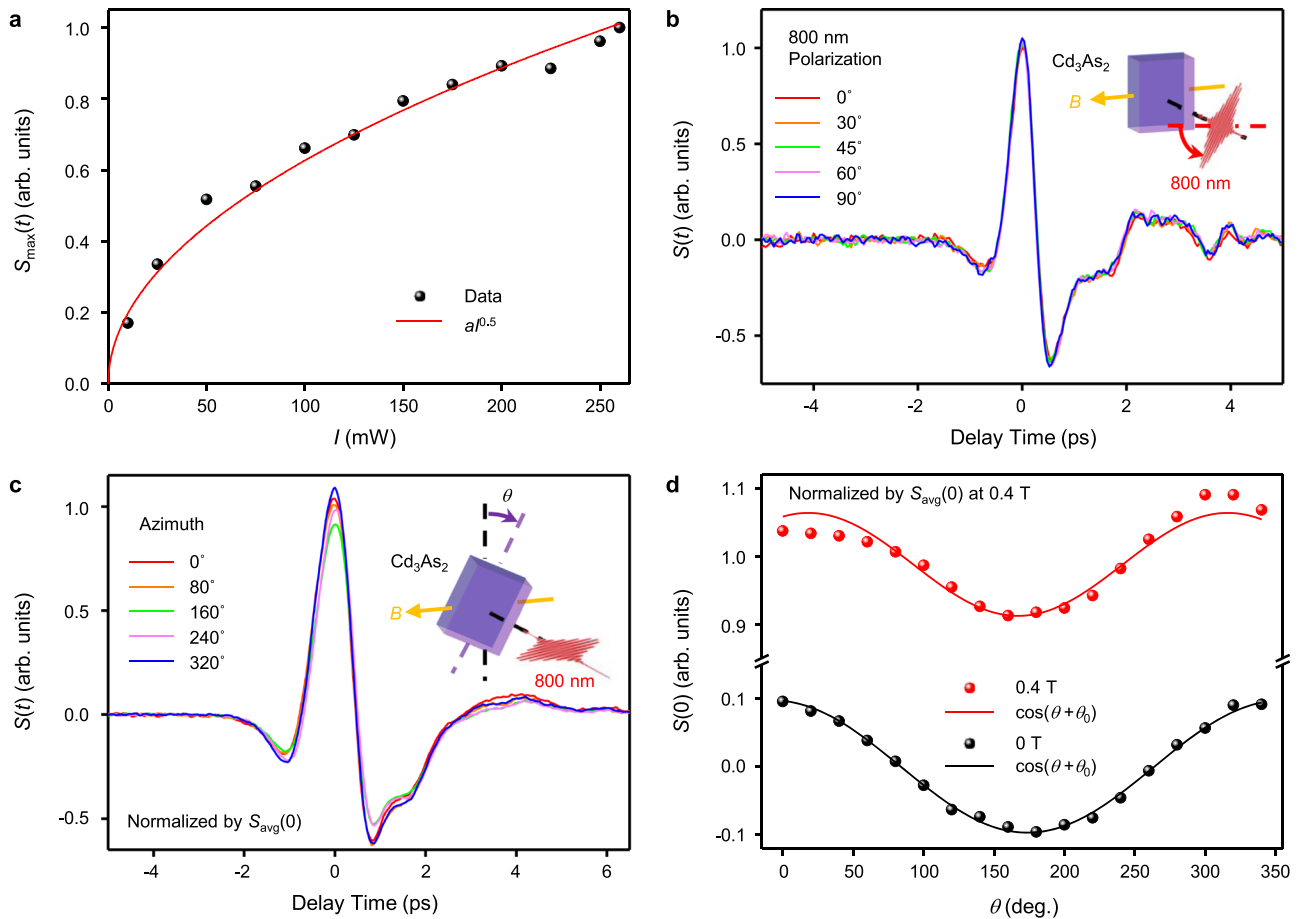 a
S_max(t) (arb. units)
1.0
0.8
0.6
0.4
0.2
0.0
0
50
100
150
200
250
I (mW)
Data
aI^0.5
b
S(t) (arb. units)
1.0
0.5
0.0
-0.5
-4
-2
0
2
4
Delay Time (ps)
800 nm
Polarization
0°
30°
45°
60°
90°
Cd₃As₂
B
800 nm
c
S(t) (arb. units)
1.0
0.5
0.0
-0.5
-4
-2
0
2
4
6
Delay Time (ps)
Azimuth
0°
80°
160°
240°
320°
θ
Cd₃As₂
B
800 nm
Normalized by S_avg(0)
d
S(0) (arb. units)
1.1
1.0
0.9
0.1
0.0
-0.1
0
50
100
150
200
250
300
350
θ (deg.)
Normalized by S_avg(0) at 0.4 T
0.4 T
cos(θ + θ₀)
0 T
cos(θ + θ₀)